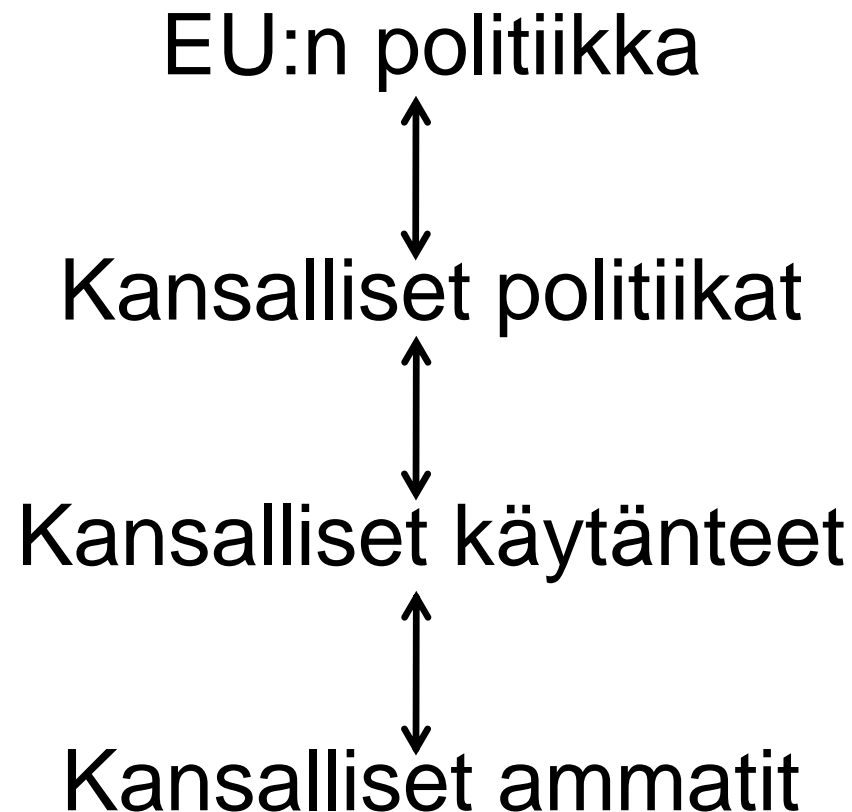 EU:n politiikka
Kansalliset politiikat
Kansalliset käytänteet
Kansalliset ammatit